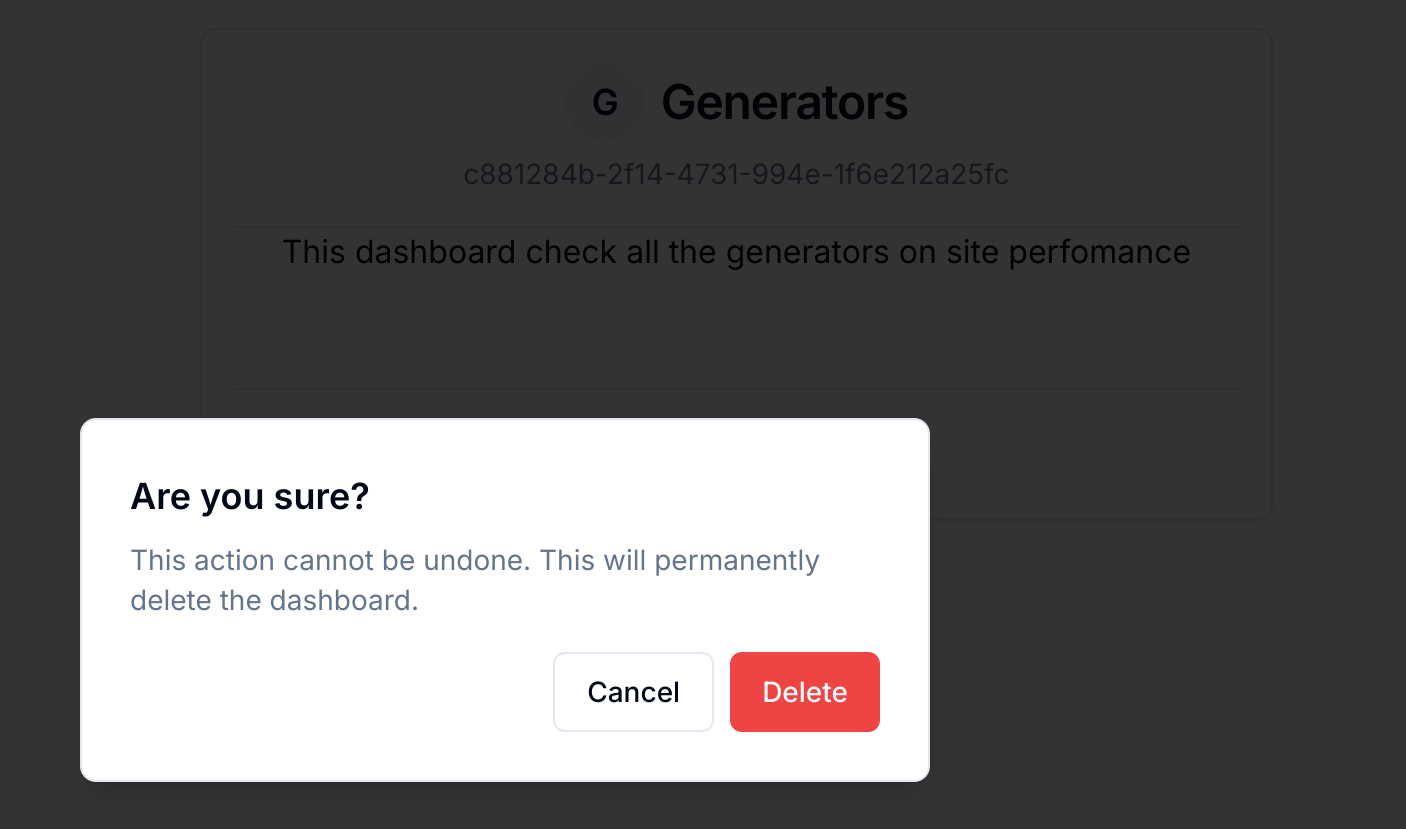 G
Generators
c881284b-2f14-4731-994e-1f6e212a25fc
This dashboard check all the generators on site perfomance
Are you sure?
This action cannot be undone. This will permanently
delete the dashboard.
Cancel
Delete